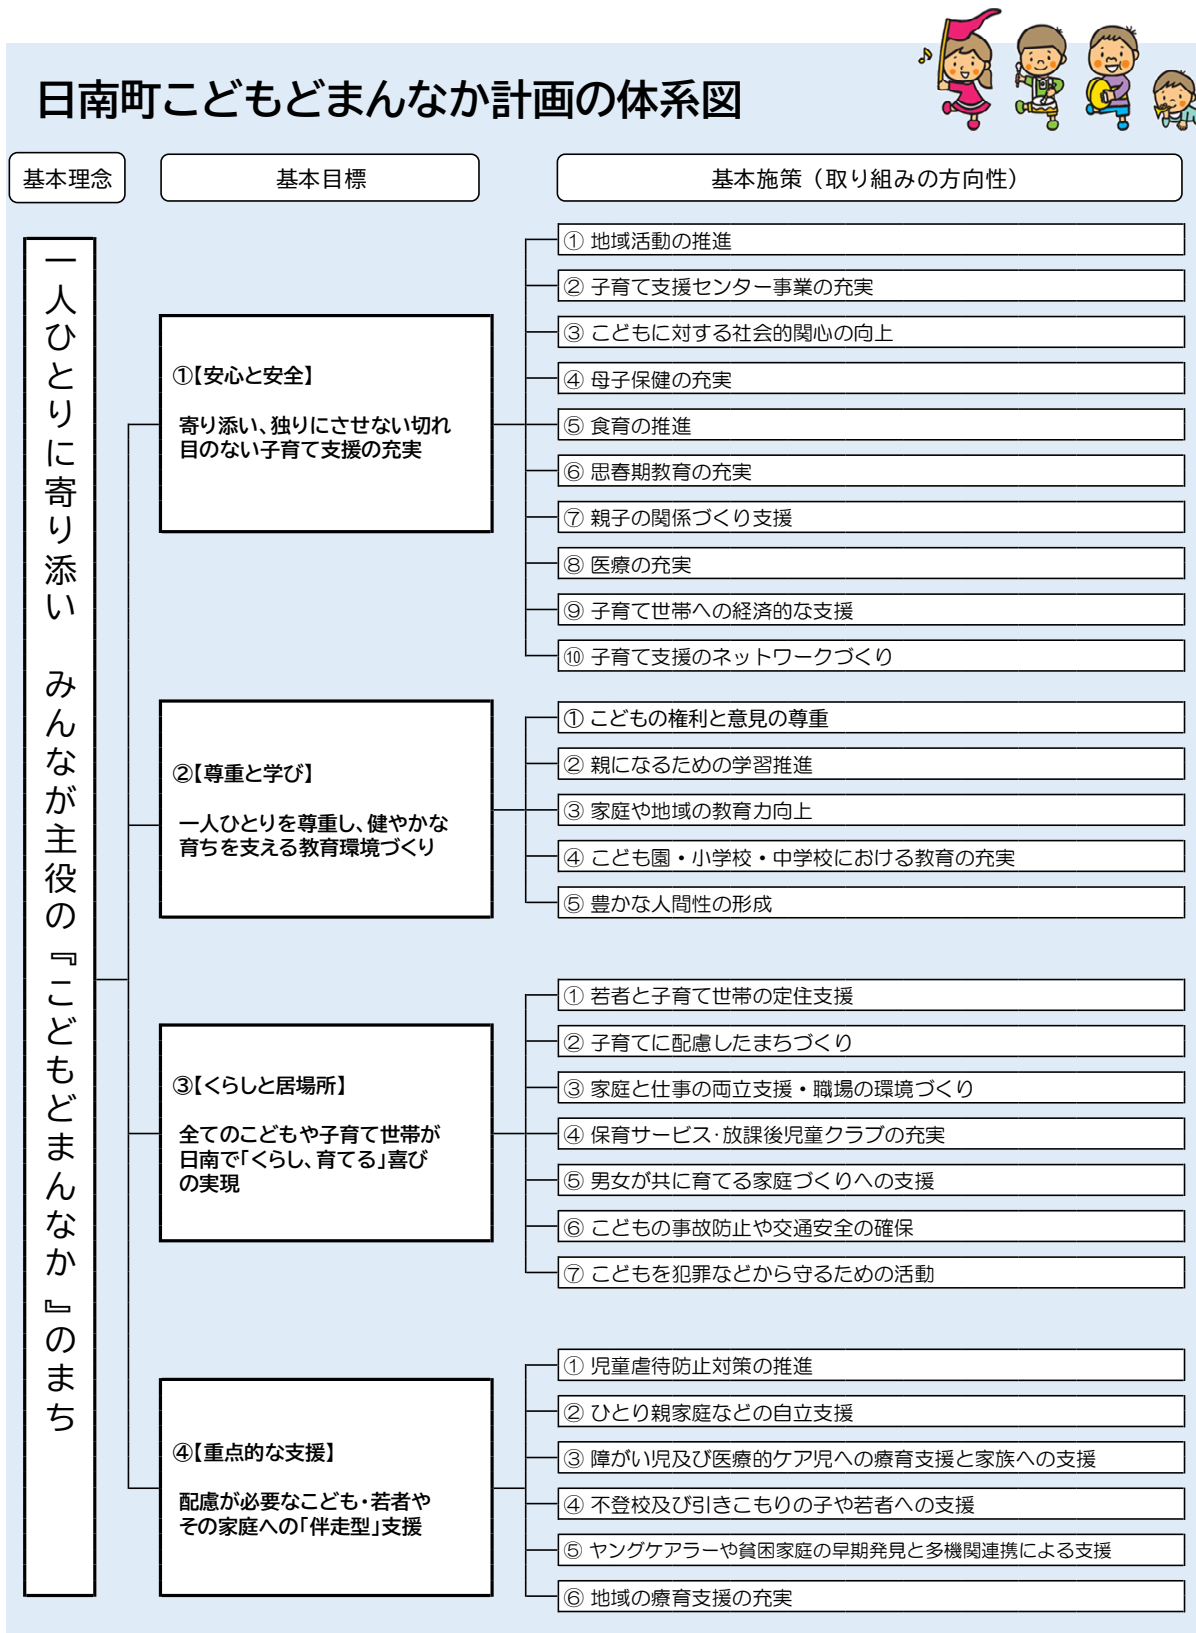 日南町こどもどまんなか計画の体系図
基本理念
基本目標
基本施策（取り組みの方向性）
一人ひとりに寄り添い　みんなが主役の『こどもどまんなか』のまち
①【安心と安全】
寄り添い、独りにさせない切れ
目のない子育て支援の充実
① 地域活動の推進
② 子育て支援センター事業の充実
③ こどもに対する社会的関心の向上
④ 母子保健の充実
⑤ 食育の推進
⑥ 思春期教育の充実
⑦ 親子の関係づくり支援
⑧ 医療の充実
⑨ 子育て世帯への経済的な支援
⑩ 子育て支援のネットワークづくり
②【尊重と学び】
一人ひとりを尊重し、健やかな
育ちを支える教育環境づくり
① こどもの権利と意見の尊重
② 親になるための学習推進
③ 家庭や地域の教育力向上
④ こども園・小学校・中学校における教育の充実
⑤ 豊かな人間性の形成
③【くらしと居場所】
全てのこどもや子育て世帯が
日南で「くらし、育てる」喜び
の実現
① 若者と子育て世帯の定住支援
② 子育てに配慮したまちづくり
③ 家庭と仕事の両立支援・職場の環境づくり
④ 保育サービス・放課後児童クラブの充実
⑤ 男女が共に育てる家庭づくりへの支援
⑥ こどもの事故防止や交通安全の確保
⑦ こどもを犯罪などから守るための活動
④【重点的な支援】
配慮が必要なこども・若者や
その家庭への「伴走型」支援
① 児童虐待防止対策の推進
② ひとり親家庭などの自立支援
③ 障がい児及び医療的ケア児への療育支援と家族への支援
④ 不登校及び引きこもりの子や若者への支援
⑤ ヤングケアラーや貧困家庭の早期発見と多機関連携による支援
⑥ 地域の療育支援の充実